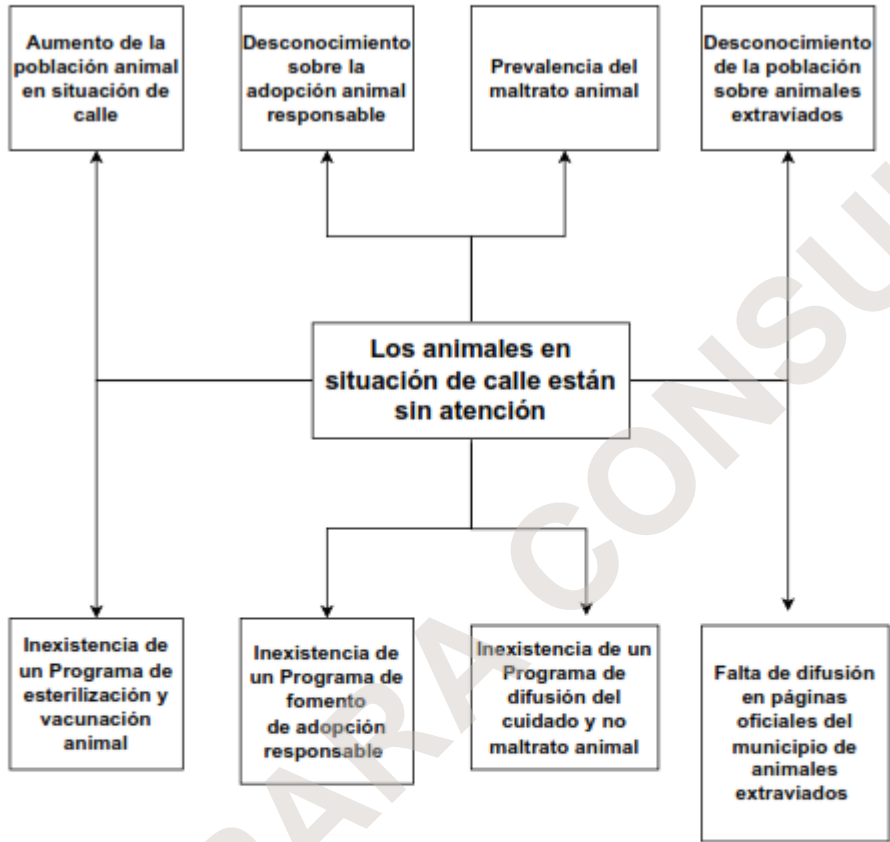 Aumento de la
población animal
en situación de
calle
Desconocimiento
sobre la
adopción animal
responsable
Prevalencia del
maltrato animal
Desconocimiento
de la población
sobre animales
extraviados
Los animales en
situación de calle están
sin atención
Inexistencia de
un Programa de
esterilización y
vacunación
animal
Inexistencia de
un Programa de
fomento
de adopción
responsable
Inexistencia de un
Programa de
difusión del
cuidado y no
maltrato animal
Falta de difusión
en páginas
oficiales del
municipio de
animales
extraviados
PARA CONSU